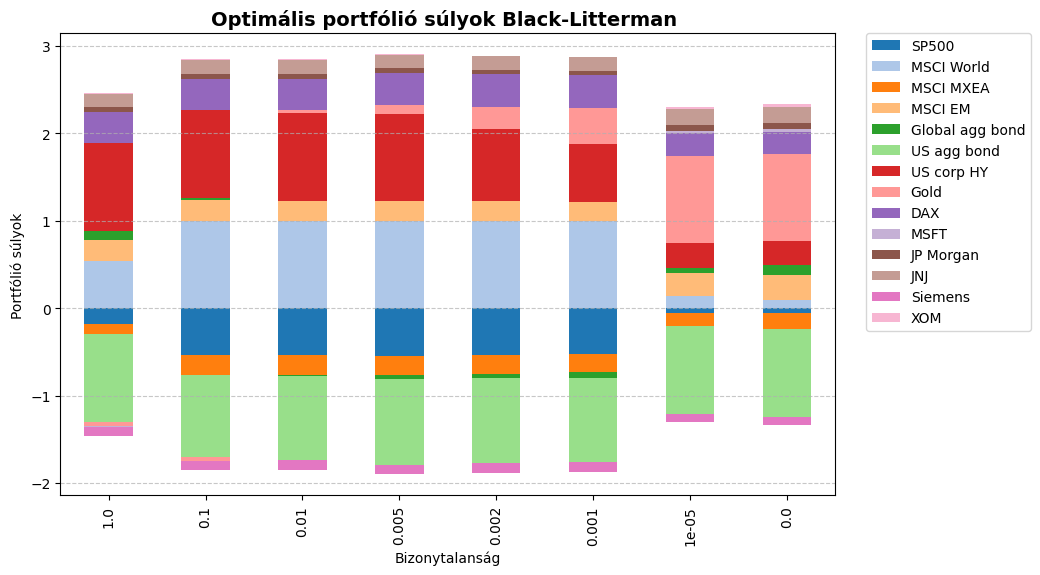 Optimális portfólió súlyok Black-Litterman
Portfólió súlyok
3
2
1
0
−1
−2
1.0
0.1
0.01
0.005
0.002
0.001
1e-05
0.0
Bizonytalanság
SP500
MSCI World
MSCI MXEA
MSCI EM
Global agg bond
US agg bond
US corp HY
Gold
DAX
MSFT
JP Morgan
JNJ
Siemens
XOM